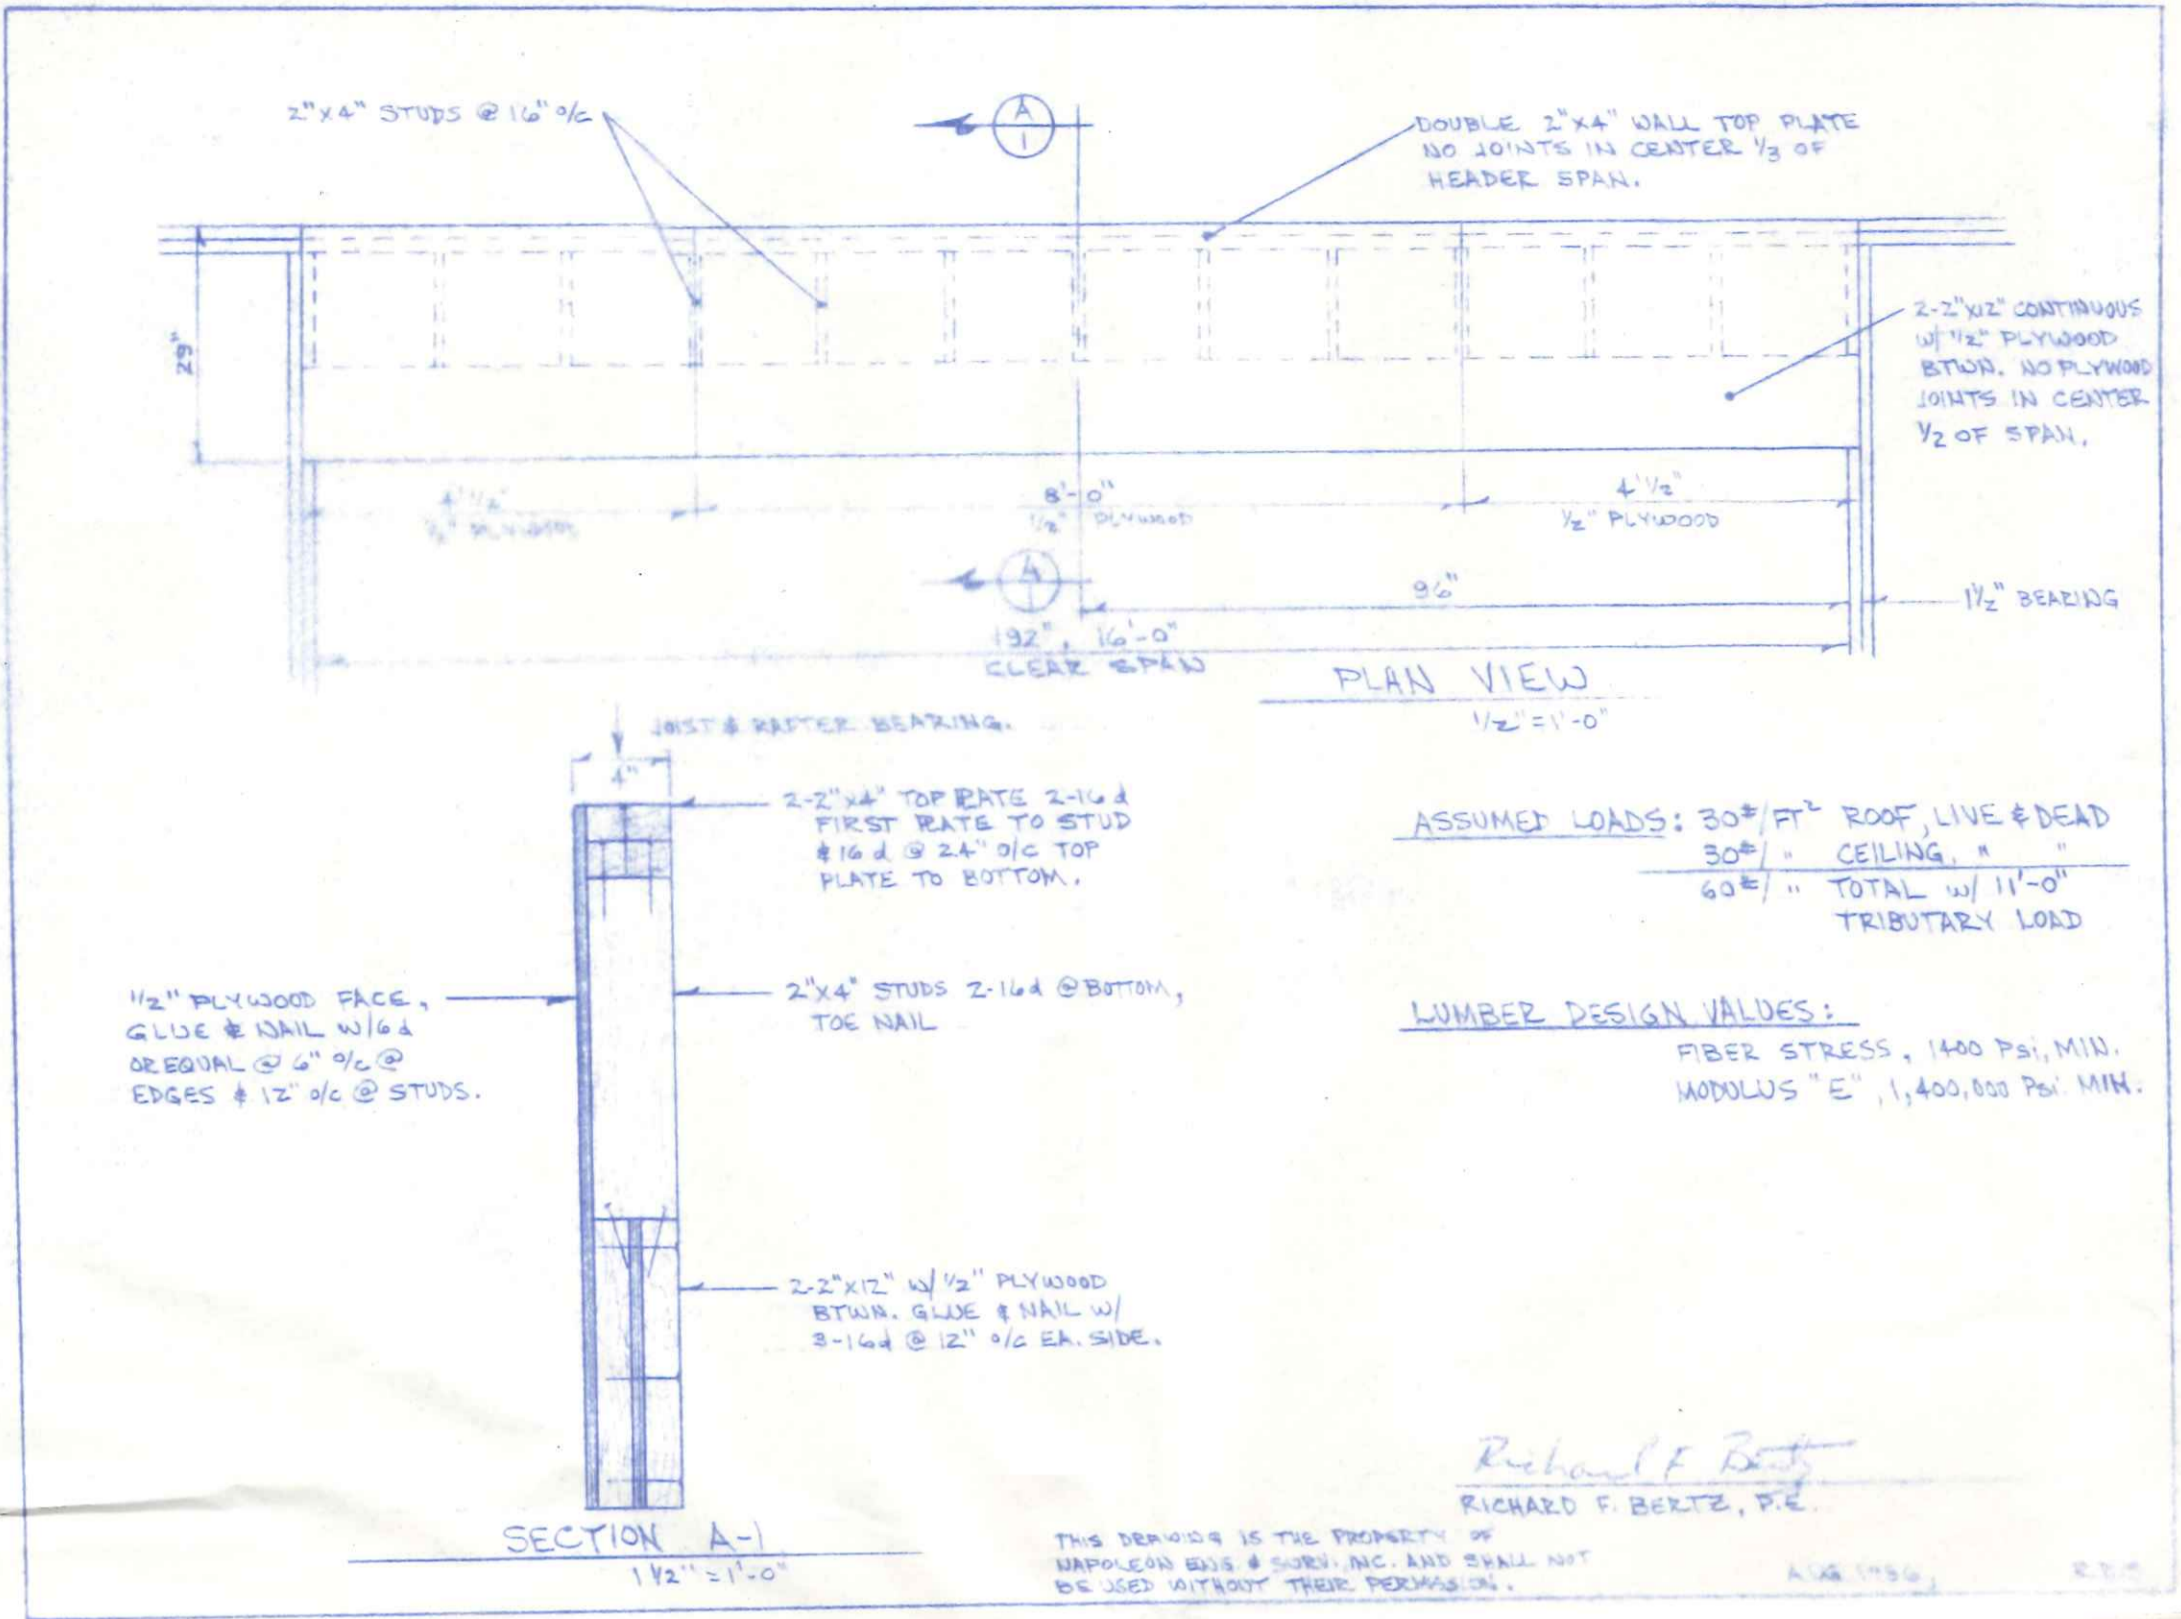 2"X4" STUDS @ 16" o/c
A
1
DOUBLE 2"X4" WALL TOP PLATE
NO JOINTS IN CENTER 1/3 OF
HEADER SPAN.
29"
2-2"X12" CONTINUOUS
W/ 1/2" PLYWOOD
BTWN. NO PLYWOOD
JOINTS IN CENTER
1/2 OF SPAN.
4' 1/2"
1/2" PLYWOOD
8'-0"
1/2" PLYWOOD
4' 1/2"
1/2" PLYWOOD
A
1
96"
1 1/2" BEARING
192", 16'-0"
CLEAR SPAN
PLAN VIEW
1/2" = 1'-0"
JOIST & RAFTER BEARING.
4"
2-2"X4" TOP PLATE 2-16d
FIRST PLATE TO STUD
& 16d @ 24" o/c TOP
PLATE TO BOTTOM.
ASSUMED LOADS: 30#/FT² ROOF, LIVE & DEAD
30#/ " CEILING, " "
60#/ " TOTAL W/ 11'-0"
TRIBUTARY LOAD
1/2" PLYWOOD FACE,
GLUE & NAIL W/6d
OR EQUAL @ 6" o/c @
EDGES & 12" o/c @ STUDS.
2"X4" STUDS 2-16d @ BOTTOM,
TOE NAIL
LUMBER DESIGN VALUES:
FIBER STRESS, 1400 Psi, MIN.
MODULUS "E", 1,400,000 Psi. MIN.
2-2"X12" W/ 1/2" PLYWOOD
BTWN. GLUE & NAIL W/
3-16d @ 12" o/c EA. SIDE.
Richard F Bertz
RICHARD F. BERTZ, P.E.
SECTION A-1
1 1/2" = 1'-0"
THIS DRAWING IS THE PROPERTY OF
NAPOLEON ENG. & SURV. INC. AND SHALL NOT
BE USED WITHOUT THEIR PERMISSION.
AUG 1986